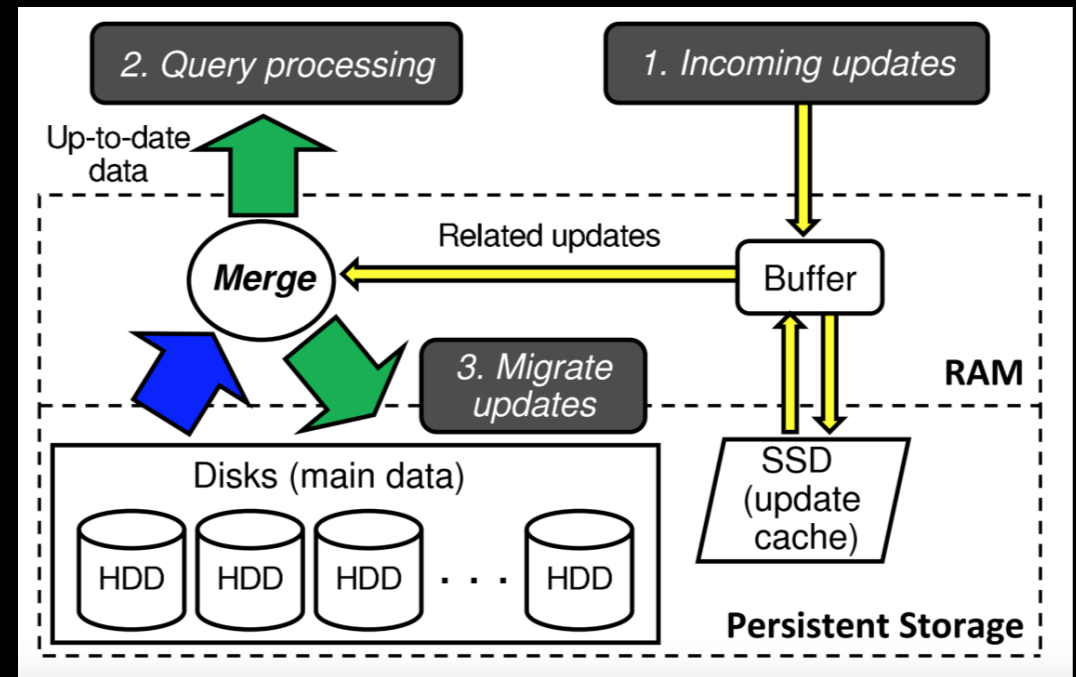 2. Query processing
1. Incoming updates
Up-to-date
data
Related updates
Merge
Buffer
3. Migrate
updates
RAM
Disks (main data)
SSD
(update
cache)
HDD
HDD
HDD
. . .
HDD
Persistent Storage